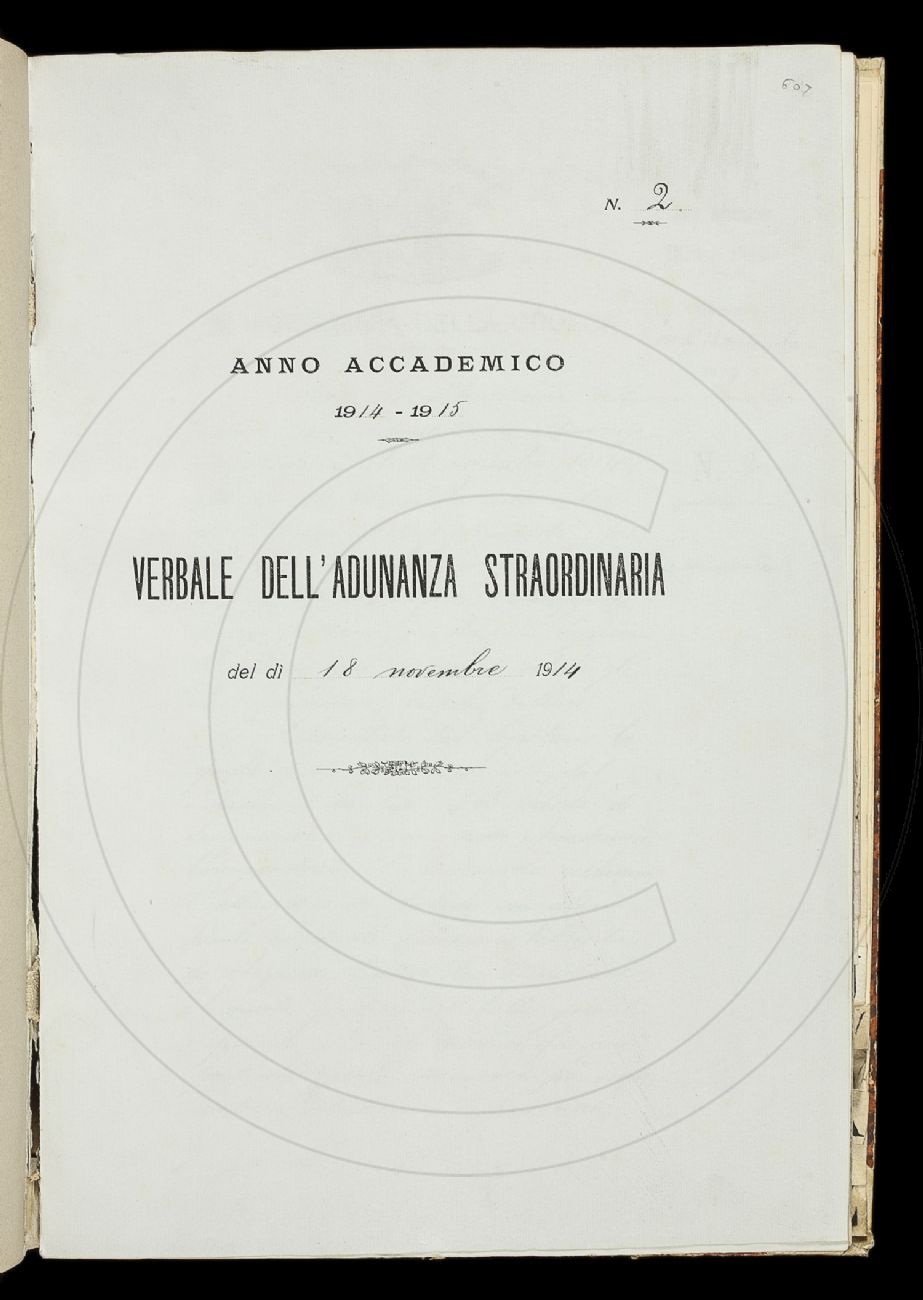 607
N. 2.
ANNO ACCADEMICO
1914 - 1915
VERBALE DELL'ADUNANZA STRAORDINARIA
del dì 18 novembre 1914